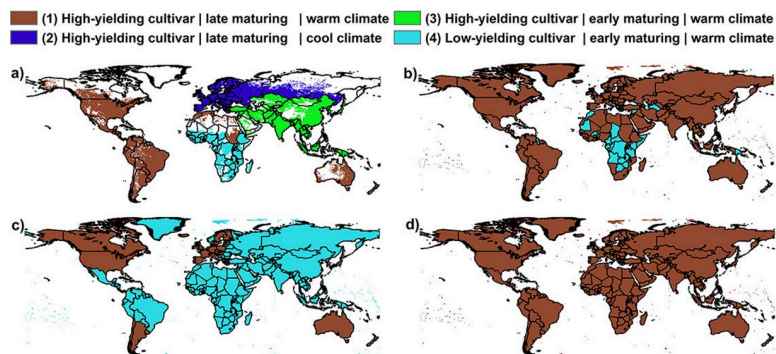 (1) High-yielding cultivar | late maturing | warm climate
(3) High-yielding cultivar | early maturing | warm climate
(2) High-yielding cultivar | late maturing | cool climate
(4) Low-yielding cultivar | early maturing | warm climate
a)
b)
c)
d)